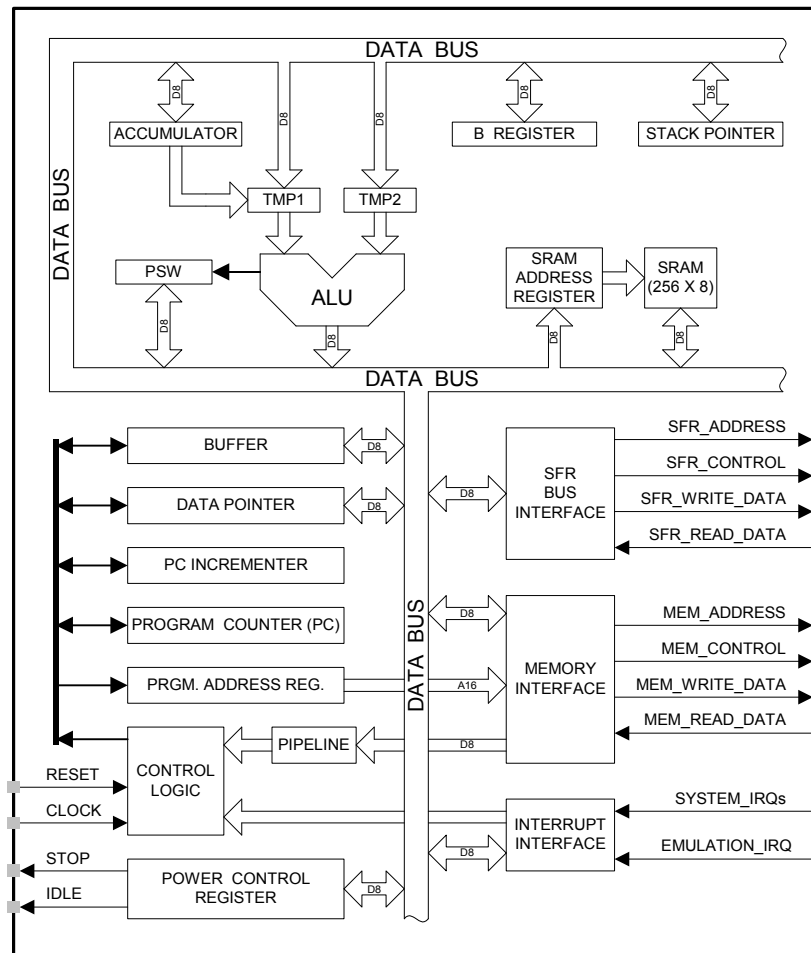 DATA BUS
D8
D8
D8
D8
D8
ACCUMULATOR
B REGISTER
STACK POINTER
DATA BUS
TMP1
TMP2
PSW
ALU
SRAM
ADDRESS
REGISTER
SRAM
(256 X 8)
D8
D8
D8
D8
DATA BUS
BUFFER
D8
DATA POINTER
D8
PC INCREMENTER
PROGRAM COUNTER (PC)
PRGM. ADDRESS REG.
A16
PIPELINE
D8
CONTROL
LOGIC
RESET
CLOCK
STOP
IDLE
POWER CONTROL
REGISTER
D8
DATA BUS
D8
SFR
BUS
INTERFACE
SFR_ADDRESS
SFR_CONTROL
SFR_WRITE_DATA
SFR_READ_DATA
D8
MEMORY
INTERFACE
MEM_ADDRESS
MEM_CONTROL
MEM_WRITE_DATA
MEM_READ_DATA
D8
INTERRUPT
INTERFACE
SYSTEM_IRQs
EMULATION_IRQ